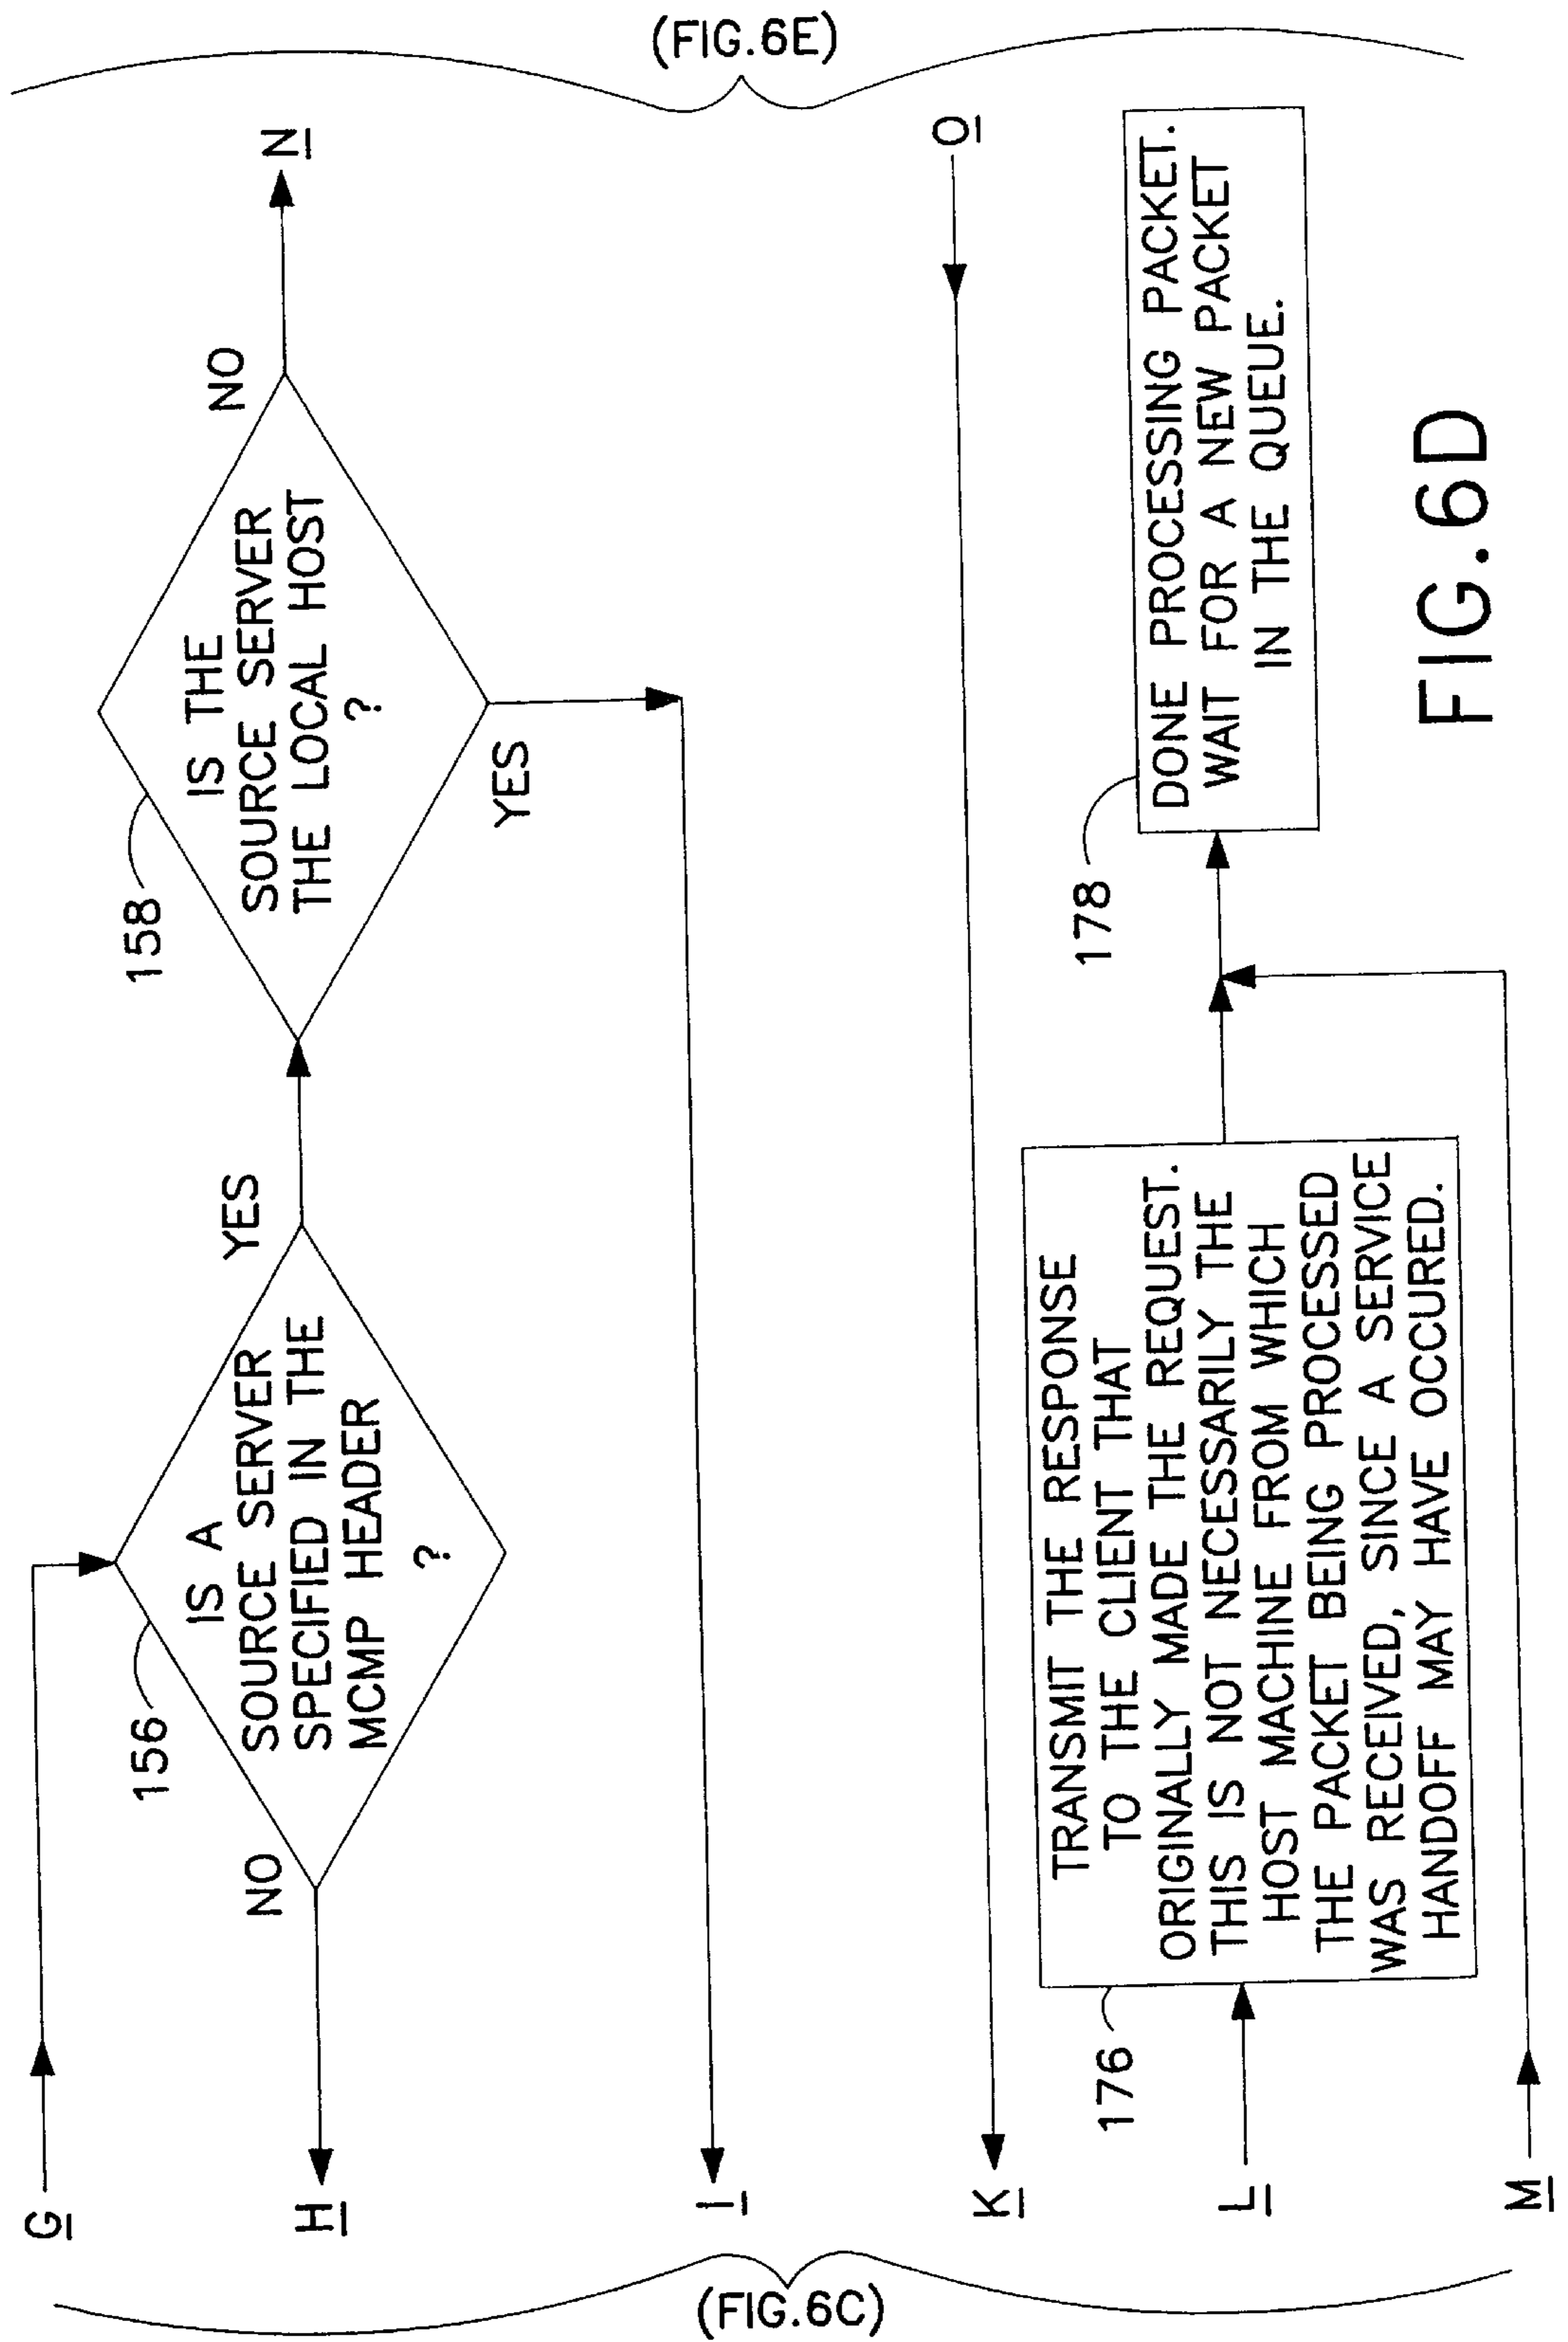 (FIG.6C)
(FIG.6E)
G
H
I
K
L
M
N
O
156
IS A
SOURCE SERVER
SPECIFIED IN THE
MCMP HEADER
?
NO
YES
158
IS THE
SOURCE SERVER
THE LOCAL HOST
?
NO
YES
176
TRANSMIT THE RESPONSE
TO THE CLIENT THAT
ORIGINALLY MADE THE REQUEST.
THIS IS NOT NECESSARILY THE
HOST MACHINE FROM WHICH
THE PACKET BEING PROCESSED
WAS RECEIVED, SINCE A SERVICE
HANDOFF MAY HAVE OCCURED.
178
DONE PROCESSING PACKET.
WAIT FOR A NEW PACKET
IN THE QUEUE.
FIG.6D